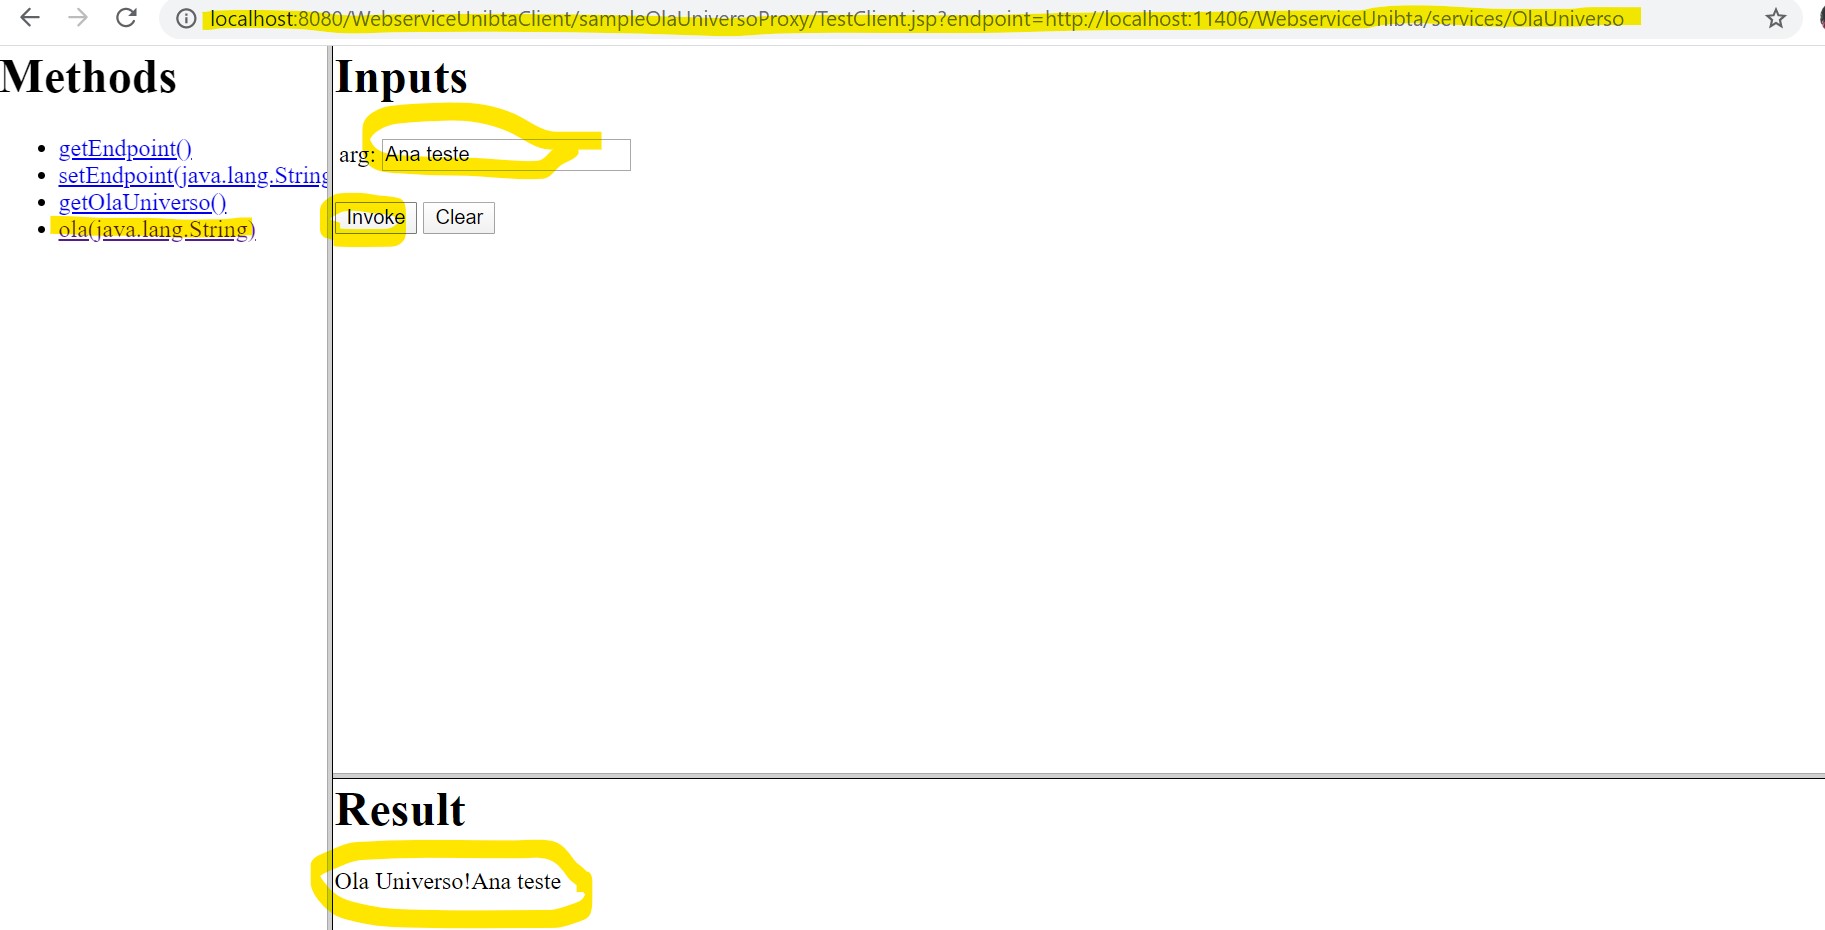 localhost:8080/WebserviceUnibtaClient/sampleOlaUniversoProxy/TestClient.jsp?endpoint=http://localhost:11406/WebserviceUnibta/services/OlaUniverso
Methods
getEndpoint()
setEndpoint(java.lang.String
getOlaUniverso()
ola(java.lang.String)
Inputs
arg: Ana teste
Invoke Clear
Result
Ola Universo!Ana teste